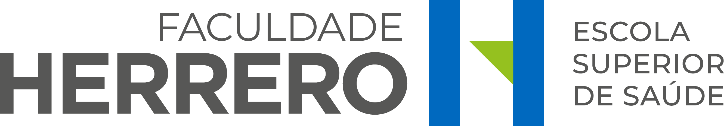 FACULDADE
HERRERO
ESCOLA
SUPERIOR
DE SAÚDE